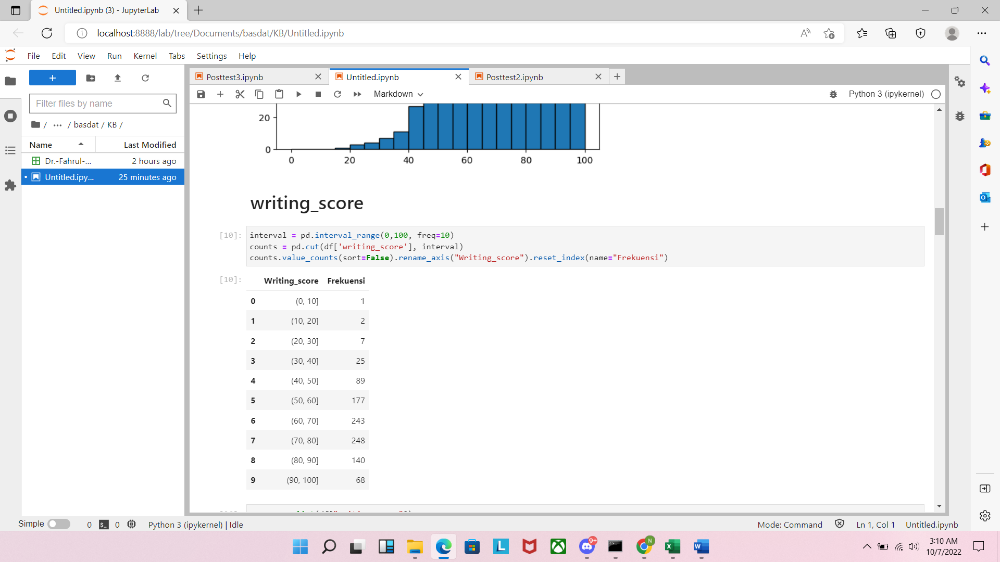 Untitled.ipynb (3) - JupyterLab
localhost:8888/lab/tree/Documents/basdat/KB/Untitled.ipynb
File Edit View Run Kernel Tabs Settings Help
Posttest3.ipynb Untitled.ipynb Posttest2.ipynb
Markdown Python 3 (ipykernel)
Filter files by name
/ ... / basdat / KB /
Name Last Modified
Dr.-Fahrul-... 2 hours ago
Untitled.ipy... 25 minutes ago
20
0
0 20 40 60 80 100
writing_score
[10]: interval = pd.interval_range(0,100, freq=10)
counts = pd.cut(df['writing_score'], interval)
counts.value_counts(sort=False).rename_axis("Writing_score").reset_index(name="Frekuensi")
[10]: Writing_score Frekuensi
0 (0, 10] 1
1 (10, 20] 2
2 (20, 30] 7
3 (30, 40] 25
4 (40, 50] 89
5 (50, 60] 177
6 (60, 70] 243
7 (70, 80] 248
8 (80, 90] 140
9 (90, 100] 68
Simple 0 $_ 0 Python 3 (ipykernel) | Idle Mode: Command Ln 1, Col 1 Untitled.ipynb
9+
N
3:10 AM
10/7/2022